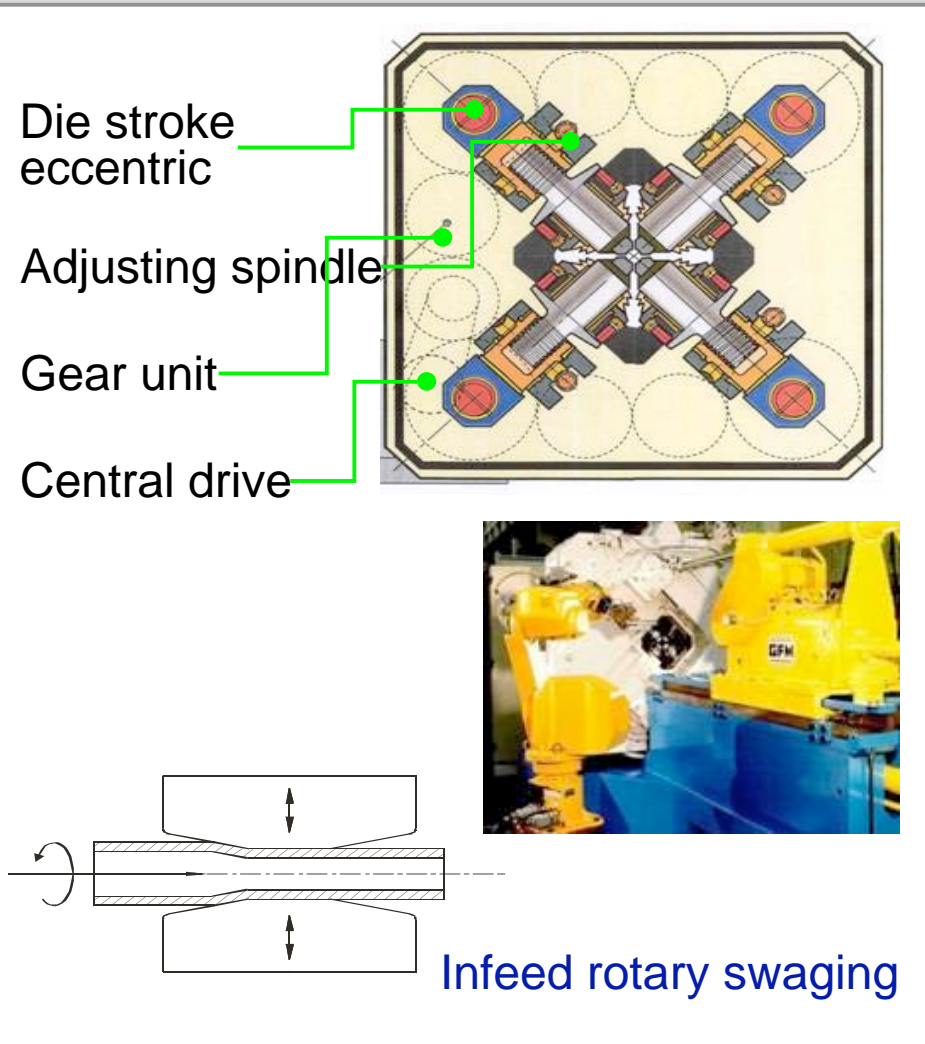 Die stroke
eccentric
Adjusting spindle
Gear unit
Central drive
GFM
Infeed rotary swaging